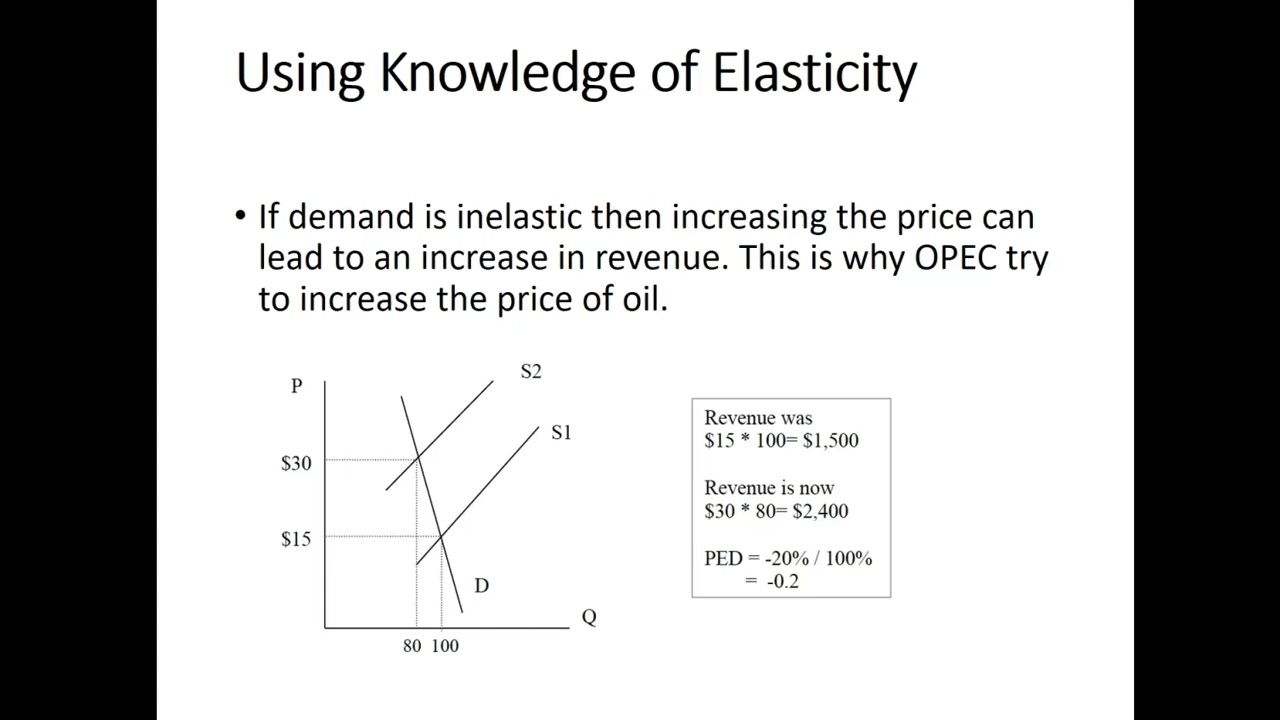 Using Knowledge of Elasticity
• If demand is inelastic then increasing the price can
lead to an increase in revenue. This is why OPEC try
to increase the price of oil.
P
S2
S1
$30
$15
D
Q
80 100
Revenue was
$15 * 100= $1,500
Revenue is now
$30 * 80= $2,400
PED = -20% / 100%
= -0.2